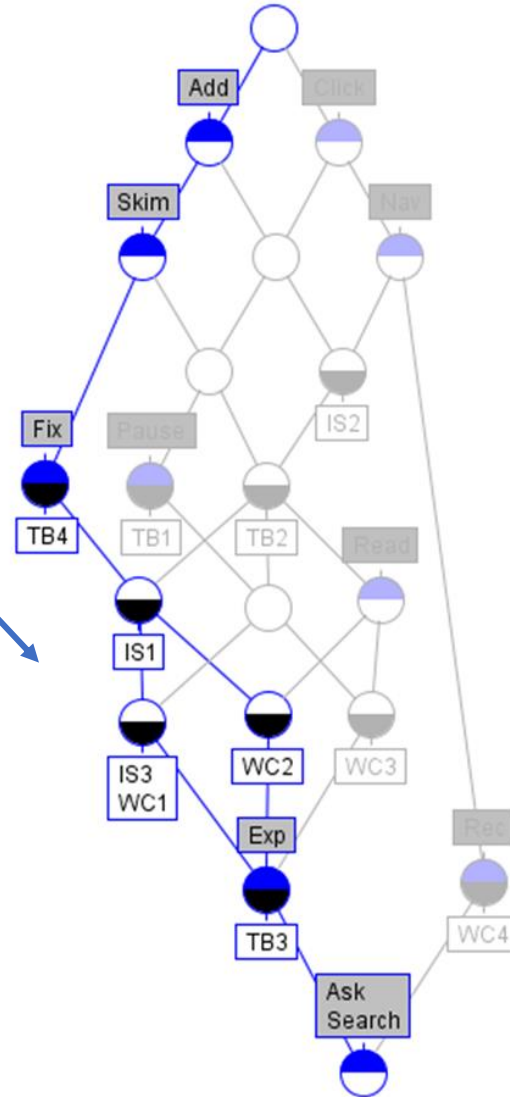 Add
Click
Skim
Nav
IS2
Fix
Pause
TB4
TB1
TB2
Read
IS1
IS3
WC1
WC2
WC3
Exp
Rec
TB3
WC4
Ask
Search